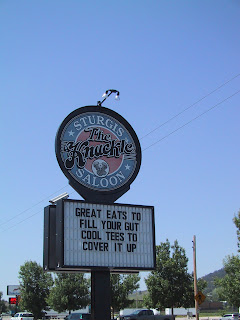 STURGIS
The
Knuckle
SALOON
GREAT EATS TO
FILL YOUR GUT
COOL TEES TO
COVER IT UP